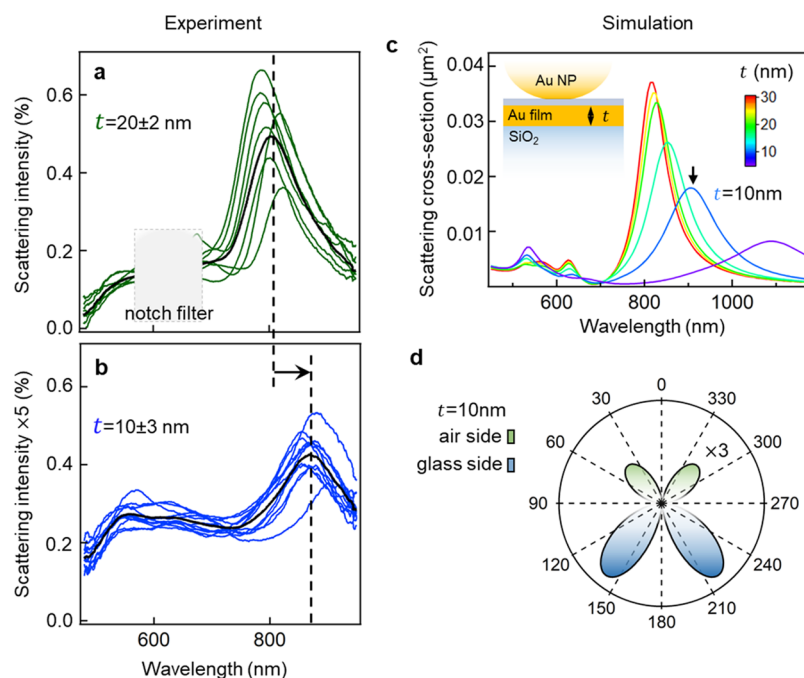 Experiment
Simulation
a
t=20±2 nm
notch filter
Scattering intensity (%)
0.6
0.4
0.2
0.0
b
t=10±3 nm
Scattering intensity ×5 (%)
0.6
0.4
0.2
0.0
600
800
Wavelength (nm)
c
Au NP
Au film
t
SiO2
t (nm)
30
20
10
t=10nm
Scattering cross-section (µm²)
0.04
0.03
0.02
0.01
600
800
1000
Wavelength (nm)
d
t=10nm
air side
glass side
×3
0
330
300
270
240
210
180
150
120
90
60
30